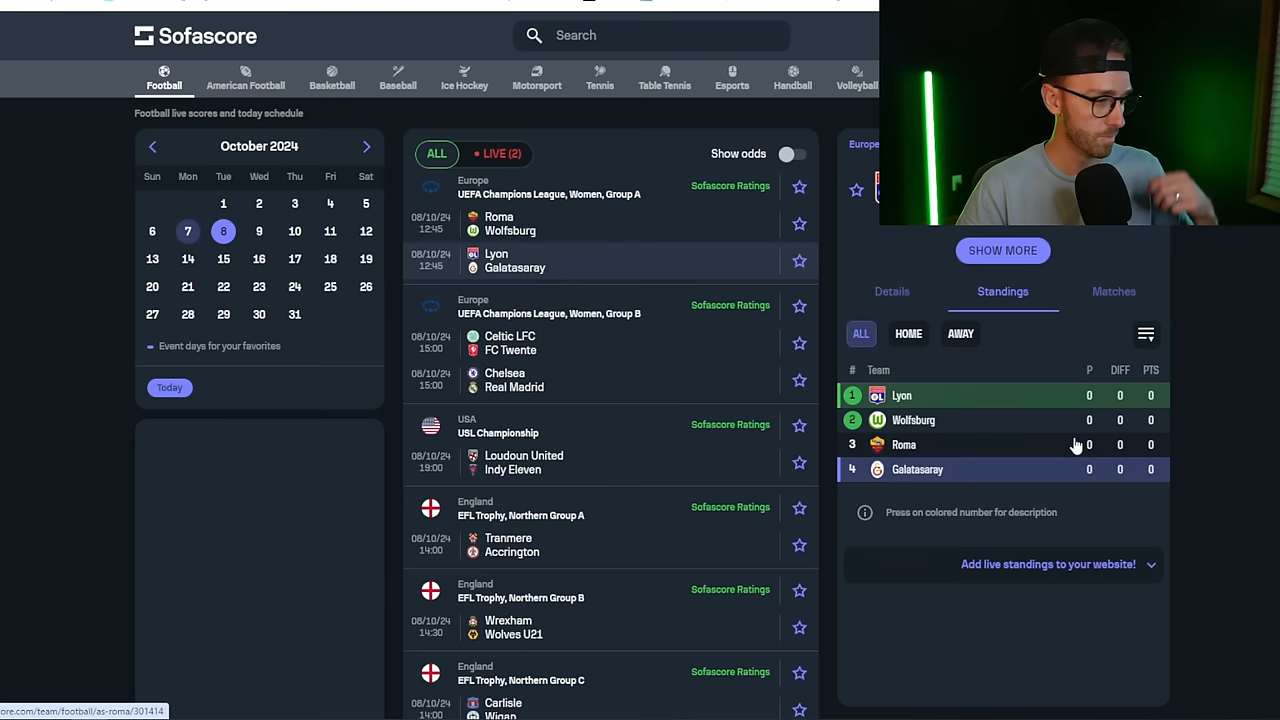 Sofascore
Search
Football
American Football
Basketball
Baseball
Ice Hockey
Motorsport
Tennis
Table Tennis
Esports
Handball
Volleyball
Football live scores and today schedule
October 2024
Sun Mon Tue Wed Thu Fri Sat
1 2 3 4 5
6 7 8 9 10 11 12
13 14 15 16 17 18 19
20 21 22 23 24 25 26
27 28 29 30 31
Event days for your favorites
Today
ALL
LIVE (2)
Show odds
Europe
UEFA Champions League, Women, Group A
Sofascore Ratings
08/10/24
12:45
Roma
Wolfsburg
08/10/24
12:45
Lyon
Galatasaray
Europe
UEFA Champions League, Women, Group B
Sofascore Ratings
08/10/24
15:00
Celtic LFC
FC Twente
08/10/24
15:00
Chelsea
Real Madrid
USA
USL Championship
Sofascore Ratings
08/10/24
19:00
Loudoun United
Indy Eleven
England
EFL Trophy, Northern Group A
Sofascore Ratings
08/10/24
14:00
Tranmere
Accrington
England
EFL Trophy, Northern Group B
Sofascore Ratings
08/10/24
14:30
Wrexham
Wolves U21
England
EFL Trophy, Northern Group C
Sofascore Ratings
08/10/24
14:00
Carlisle
Wigan
Europe
SHOW MORE
Details
Standings
Matches
ALL
HOME
AWAY
# Team P DIFF PTS
1 Lyon 0 0 0
2 Wolfsburg 0 0 0
3 Roma 0 0 0
4 Galatasaray 0 0 0
Press on colored number for description
Add live standings to your website!
ore.com/team/football/as-roma/301414